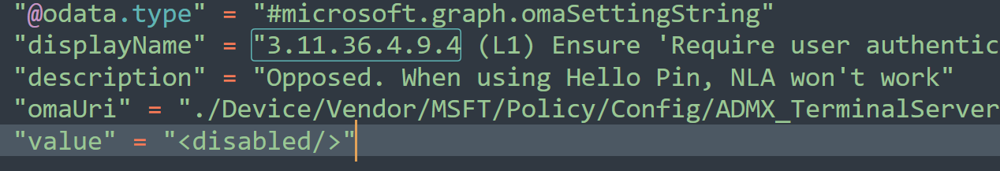 "@odata.type" = "#microsoft.graph.omaSettingString"
"displayName" = "3.11.36.4.9.4 (L1) Ensure 'Require user authentic
"description" = "Opposed. When using Hello Pin, NLA won't work"
"omaUri" = "./Device/Vendor/MSFT/Policy/Config/ADMX_TerminalServer
"value" = "<disabled/>"